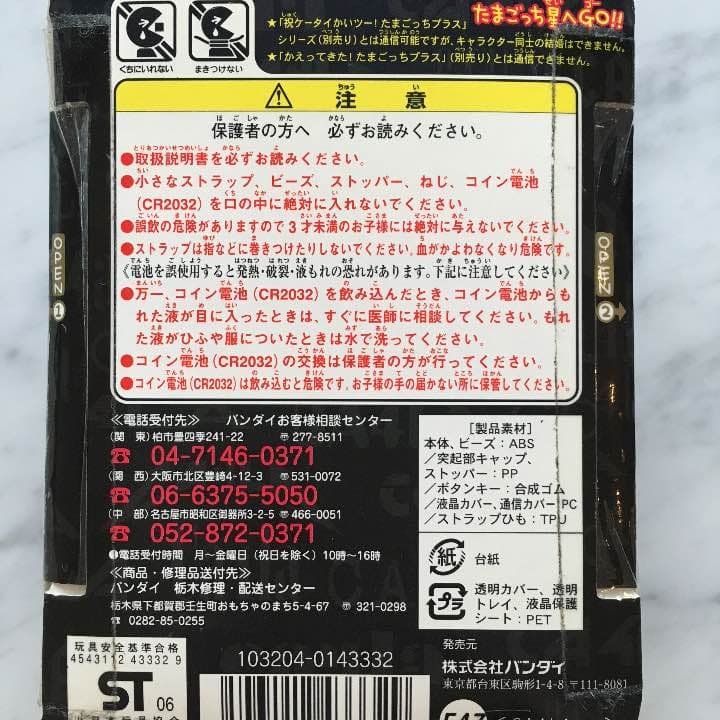 たまごっち星へGO!!
★「祝ケータイかいツー!たまごっちプラス」
シリーズ(別売り)とは通信可能ですが、キャラクター同士の結婚はできません。
★「かえってきた!たまごっちプラス」(別売り)とは通信できません。
くちにいれない
まきつけない
注意
保護者の方へ 必ずお読みください。
●取扱説明書を必ずお読みください。
●小さなストラップ、ビーズ、ストッパー、ねじ、コイン電池
(CR2032)を口の中に絶対に入れないでください。
●誤飲の危険がありますので3才未満のお子様には絶対に与えないでください。
●ストラップは指などに巻きつけたりしないでください。血がかよわなくなり危険です。
《電池を誤使用すると発熱・破裂・液もれの恐れがあります。下記に注意してください》
●万一、コイン電池(CR2032)を飲み込んだとき、コイン電池からも
れた液が目に入ったときは、すぐに医師に相談してください。もれ
た液がひふや服についたときは水で洗ってください。
●コイン電池(CR2032)の交換は保護者の方が行ってください。
●コイン電池(CR2032)は飲み込むと危険です。お子様の手の届かない所に保管してください。
OPEN
1
OPEN
2
≪電話受付先≫ バンダイお客様相談センター
(関 東)柏市豊四季241-22 〒277-8511
☎ 04-7146-0371
(関 西)大阪市北区豊崎4-12-3 〒531-0072
☎ 06-6375-5050
(中 部)名古屋市昭和区御器所3-2-5 〒466-0051
☎ 052-872-0371
●電話受付時間 月〜金曜日(祝日を除く)10時〜16時
≪商品・修理品送付先≫
バンダイ 栃木修理・配送センター
栃木県下都賀郡壬生町おもちゃのまち5-4-67 〒321-0298
☎ 0282-85-0255
[製品素材]
本体、ビーズ:ABS
/突起部キャップ、
ストッパー:PP
/ボタンキー:合成ゴム
/液晶カバー、通信カバー:PC
/ストラップひも:TPU
紙 台紙
プラ 透明カバー、透明
トレイ、液晶保護
シート:PET
玩具安全基準合格
4543112 43332 9
ST 06
103204-0143332
発売元
株式会社バンダイ
東京都台東区駒形1-4-8 〒111-8081